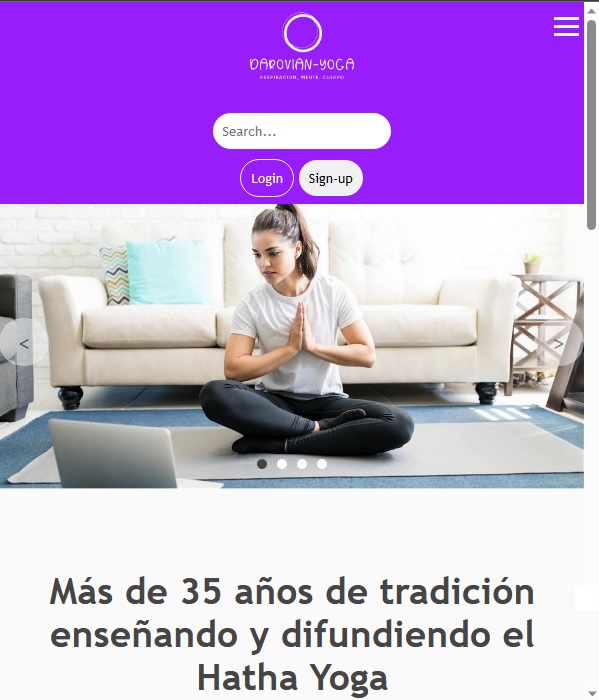 DAROVIAN-YOGA
RESPIRACION, MENTE, CUERPO
Search...
Login
Sign-up
<
>
Más de 35 años de tradición
enseñando y difundiendo el
Hatha Yoga